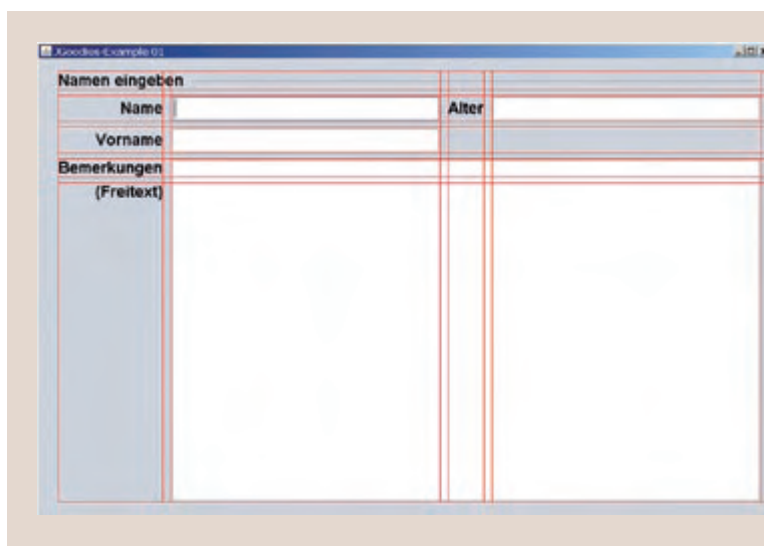 JGoodies-Example 01
Namen eingeben
Name
Alter
Vorname
Bemerkungen
(Freitext)